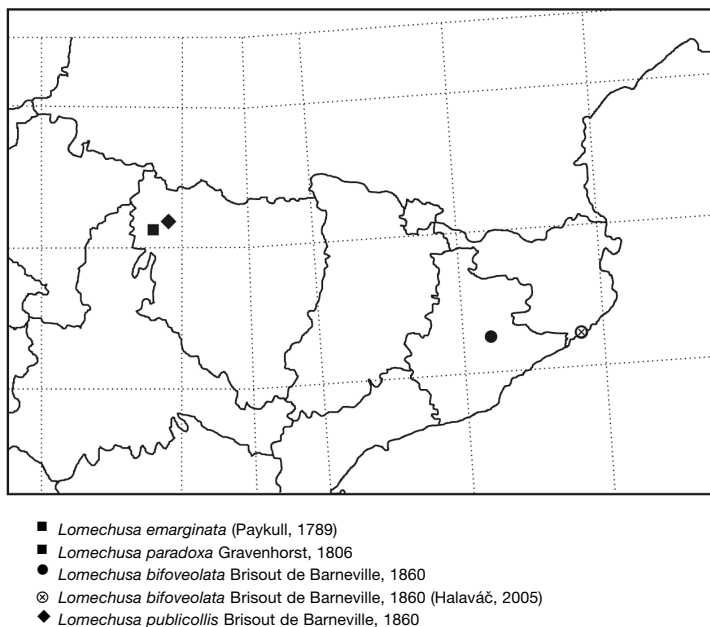 ■ Lomechusa emarginata (Paykull, 1789)
■ Lomechusa paradoxa Gravenhorst, 1806
● Lomechusa bifoveolata Brisout de Barneville, 1860
⊗ Lomechusa bifoveolata Brisout de Barneville, 1860 (Halaváč, 2005)
◆ Lomechusa publicollis Brisout de Barneville, 1860